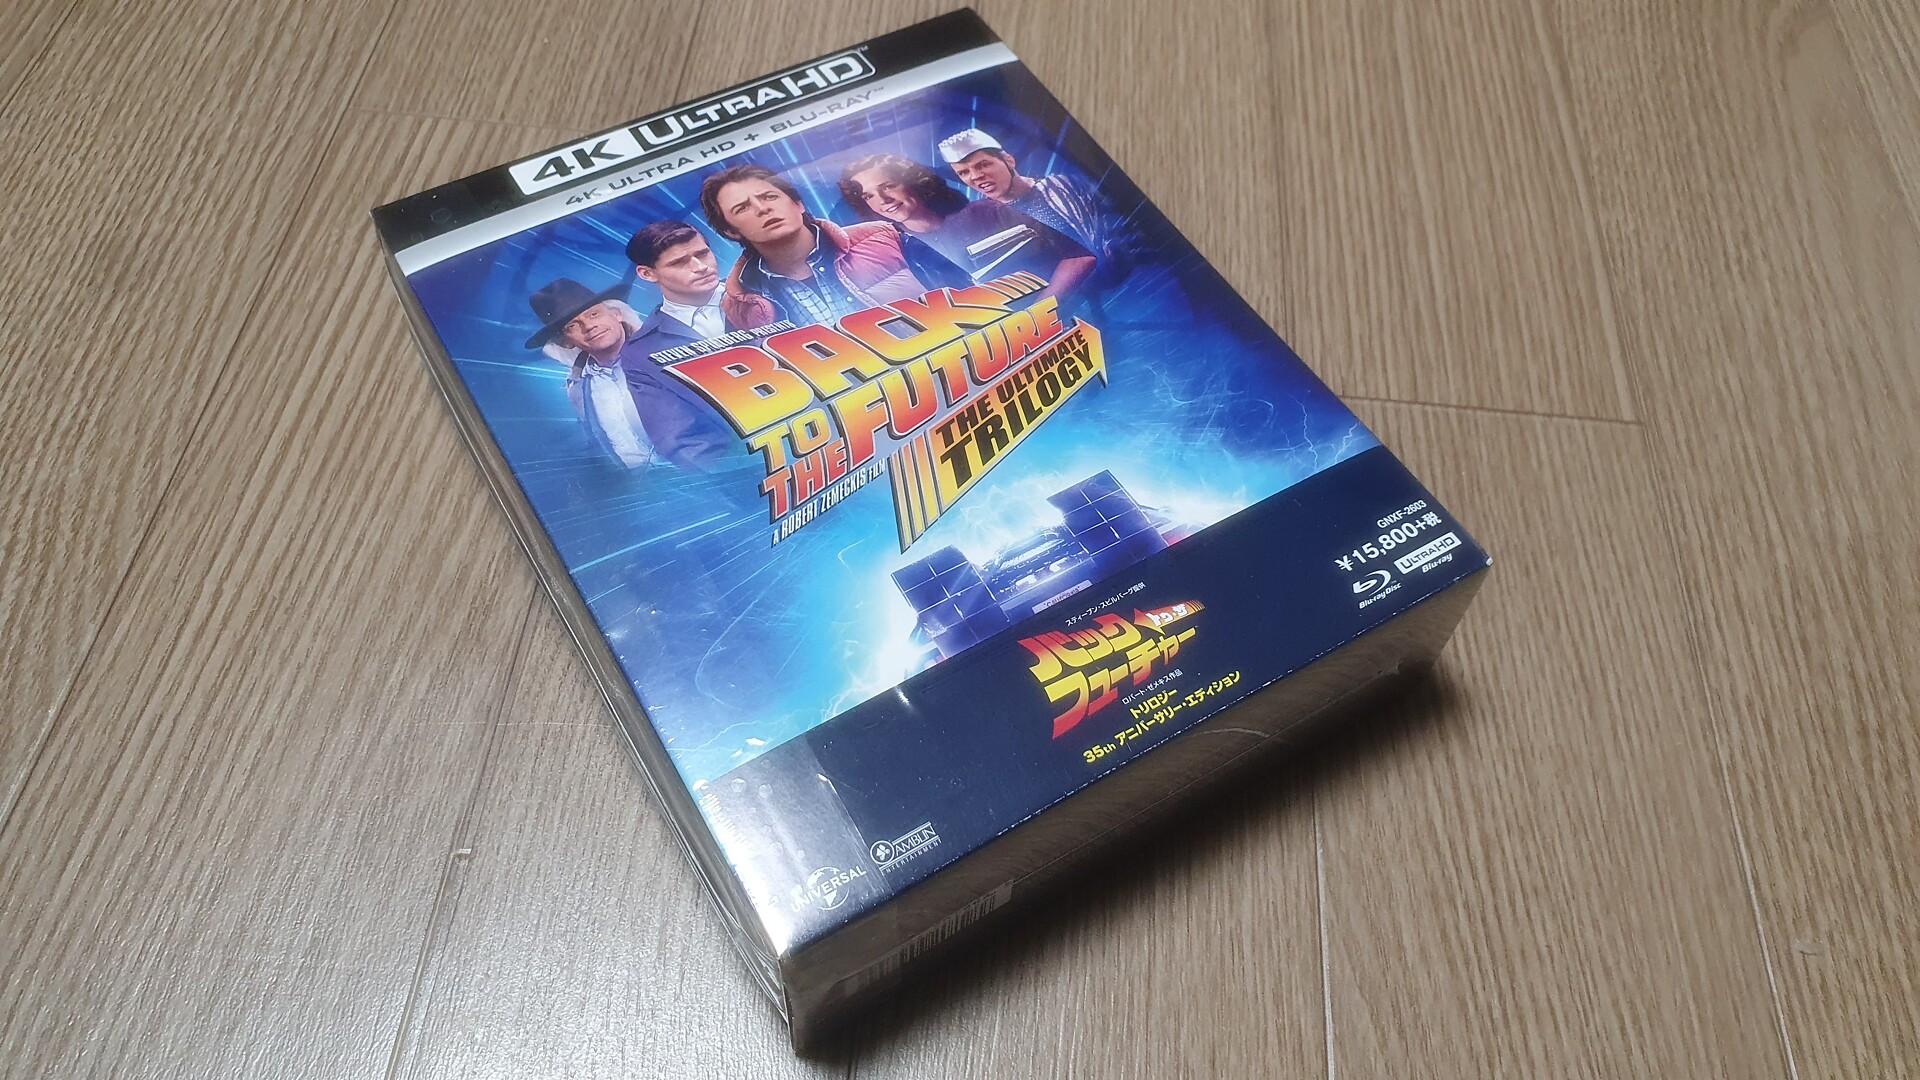 4K ULTRA HD™
4K ULTRA HD + BLU-RAY™
STEVEN SPIELBERG PRESENTS
BACK
TO THE FUTURE
THE ULTIMATE
TRILOGY
A ROBERT ZEMECKIS FILM
GNXF-2603
¥15,800+税
Blu-ray Disc
ULTRA HD
Blu-ray
スティーブン・スピルバーグ提供
バック・トゥ・ザ
フューチャー
ロバート・ゼメキス作品
トリロジー
35th アニバーサリー・エディション
UNIVERSAL
AMBLIN
ENTERTAINMENT